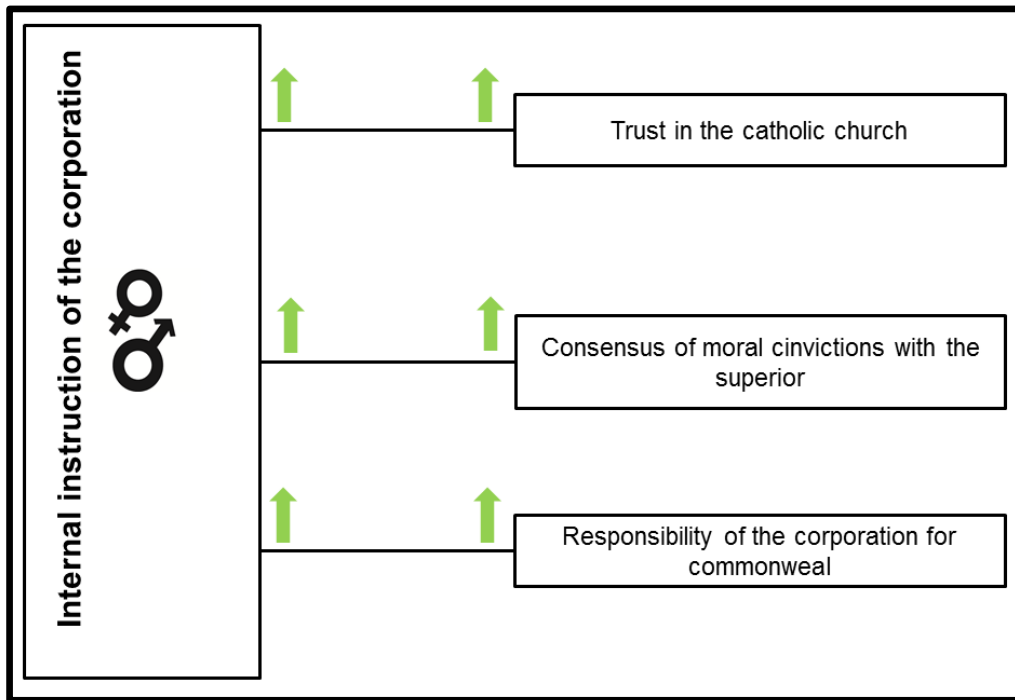 Internal instruction of the corporation
Trust in the catholic church
Consensus of moral cinvictions with the
superior
Responsibility of the corporation for
commonweal